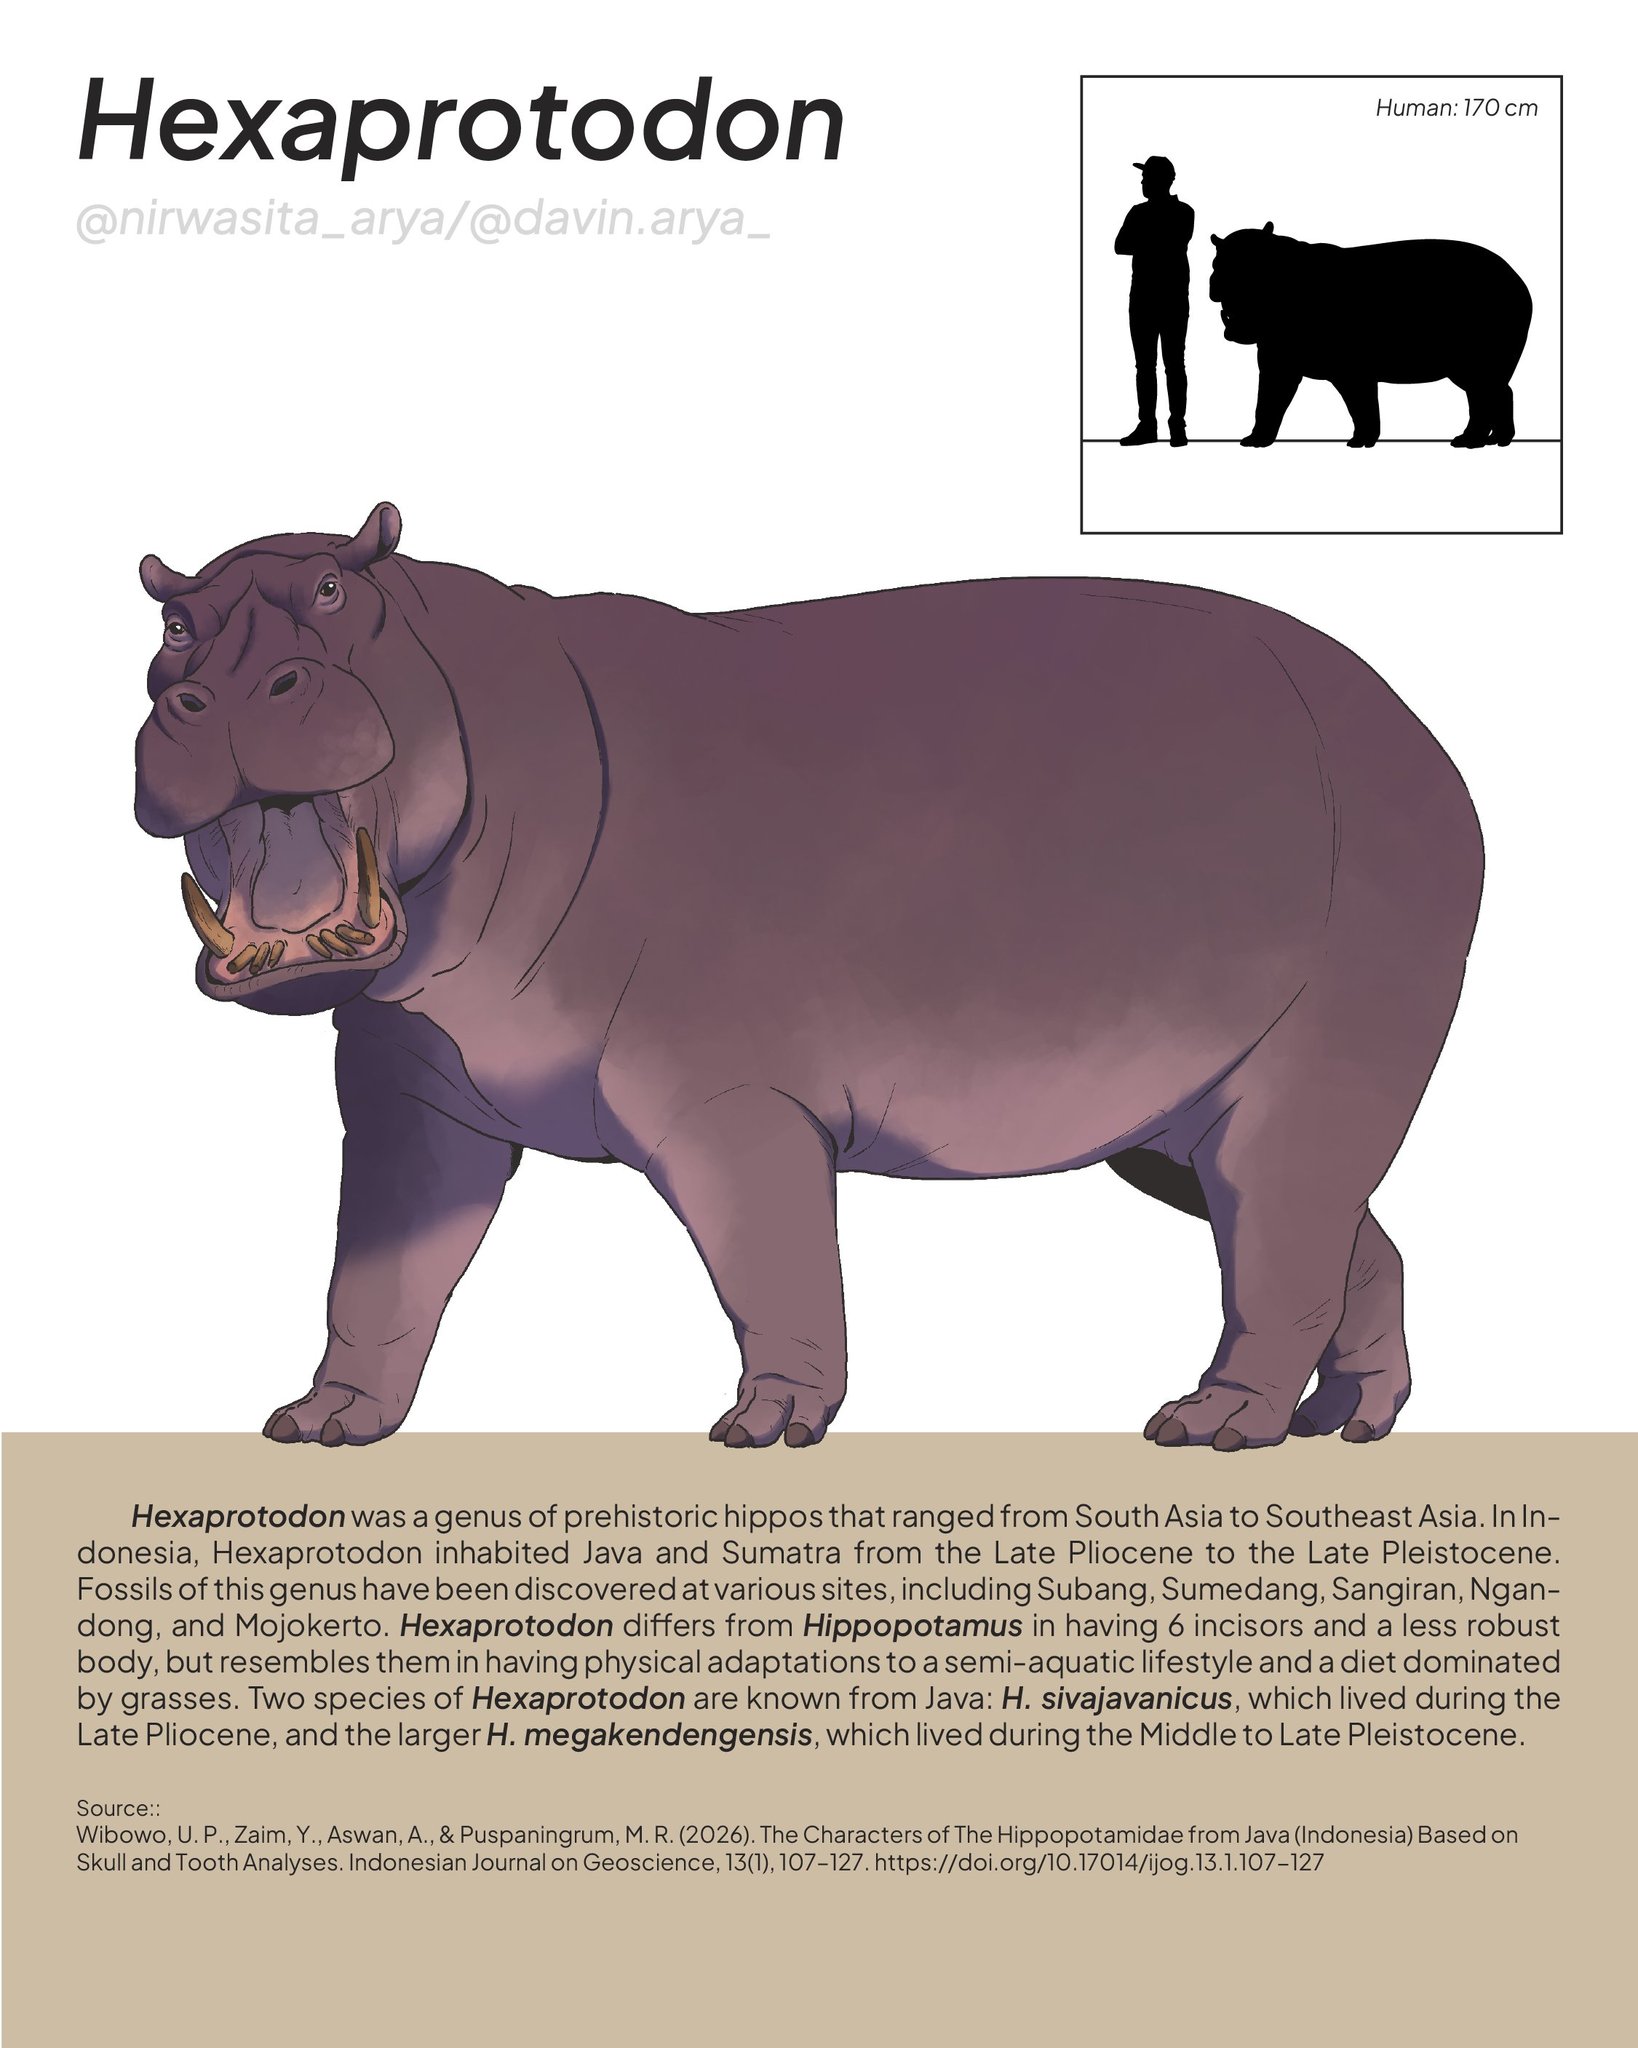 Hexaprotodon
@nirwasita_arya/@davin.arya_
Human: 170 cm
Hexaprotodon was a genus of prehistoric hippos that ranged from South Asia to Southeast Asia. In In-
donesia, Hexaprotodon inhabited Java and Sumatra from the Late Pliocene to the Late Pleistocene.
Fossils of this genus have been discovered at various sites, including Subang, Sumedang, Sangiran, Ngan-
dong, and Mojokerto. Hexaprotodon differs from Hippopotamus in having 6 incisors and a less robust
body, but resembles them in having physical adaptations to a semi-aquatic lifestyle and a diet dominated
by grasses. Two species of Hexaprotodon are known from Java: H. sivajavanicus, which lived during the
Late Pliocene, and the larger H. megakendengensis, which lived during the Middle to Late Pleistocene.
Source::
Wibowo, U. P., Zaim, Y., Aswan, A., & Puspaningrum, M. R. (2026). The Characters of The Hippopotamidae from Java (Indonesia) Based on
Skull and Tooth Analyses. Indonesian Journal on Geoscience, 13(1), 107–127. https://doi.org/10.17014/ijog.13.1.107–127